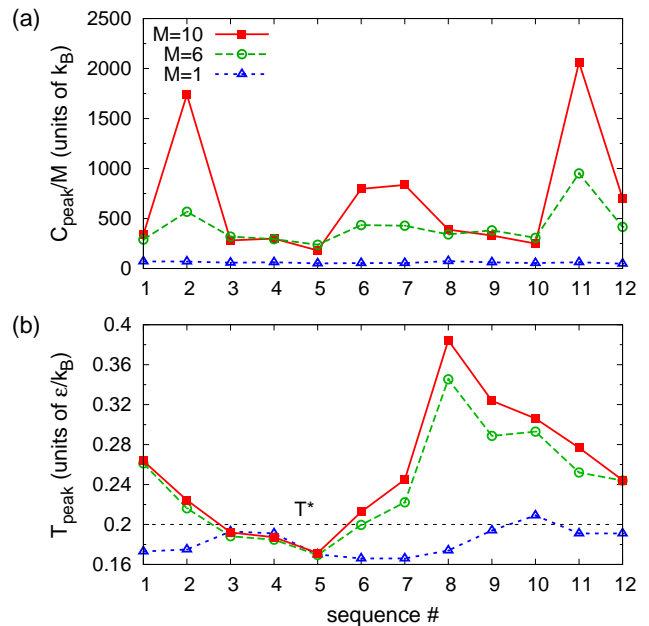 (a)
M=10
M=6
M=1
C_peak/M (units of k_B)
2500
2000
1500
1000
500
0
1 2 3 4 5 6 7 8 9 10 11 12
(b)
T_peak (units of ε/k_B)
0.4
0.36
0.32
0.28
0.24
0.2
0.16
T*
1 2 3 4 5 6 7 8 9 10 11 12
sequence #